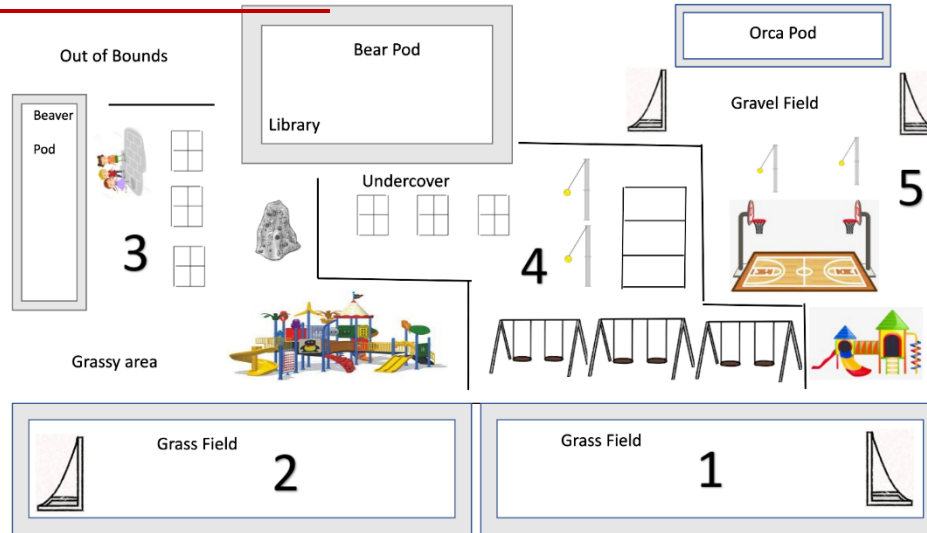 Out of Bounds
Bear Pod
Library
Orca Pod
Gravel Field
Beaver
Pod
Undercover
3
4
5
Grassy area
Grass Field
2
Grass Field
1